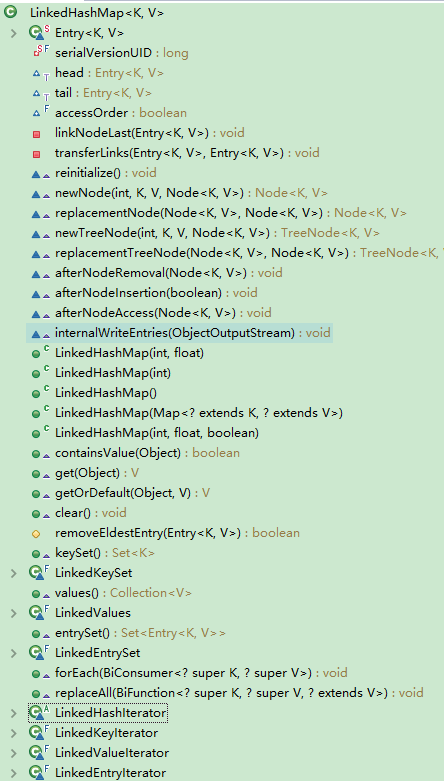 LinkedHashMap<K, V>
Entry<K, V>
serialVersionUID : long
head : Entry<K, V>
tail : Entry<K, V>
accessOrder : boolean
linkNodeLast(Entry<K, V>) : void
transferLinks(Entry<K, V>, Entry<K, V>) : void
reinitialize() : void
newNode(int, K, V, Node<K, V>) : Node<K, V>
replacementNode(Node<K, V>, Node<K, V>) : Node<K, V>
newTreeNode(int, K, V, Node<K, V>) : TreeNode<K, V>
replacementTreeNode(Node<K, V>, Node<K, V>) : TreeNode<K, V
afterNodeRemoval(Node<K, V>) : void
afterNodeInsertion(boolean) : void
afterNodeAccess(Node<K, V>) : void
internalWriteEntries(ObjectOutputStream) : void
LinkedHashMap(int, float)
LinkedHashMap(int)
LinkedHashMap()
LinkedHashMap(Map<? extends K, ? extends V>)
LinkedHashMap(int, float, boolean)
containsValue(Object) : boolean
get(Object) : V
getOrDefault(Object, V) : V
clear() : void
removeEldestEntry(Entry<K, V>) : boolean
keySet() : Set<K>
LinkedKeySet
values() : Collection<V>
LinkedValues
entrySet() : Set<Entry<K, V>>
LinkedEntrySet
forEach(BiConsumer<? super K, ? super V>) : void
replaceAll(BiFunction<? super K, ? super V, ? extends V>) : void
LinkedHashIterator
LinkedKeyIterator
LinkedValueIterator
LinkedEntryIterator